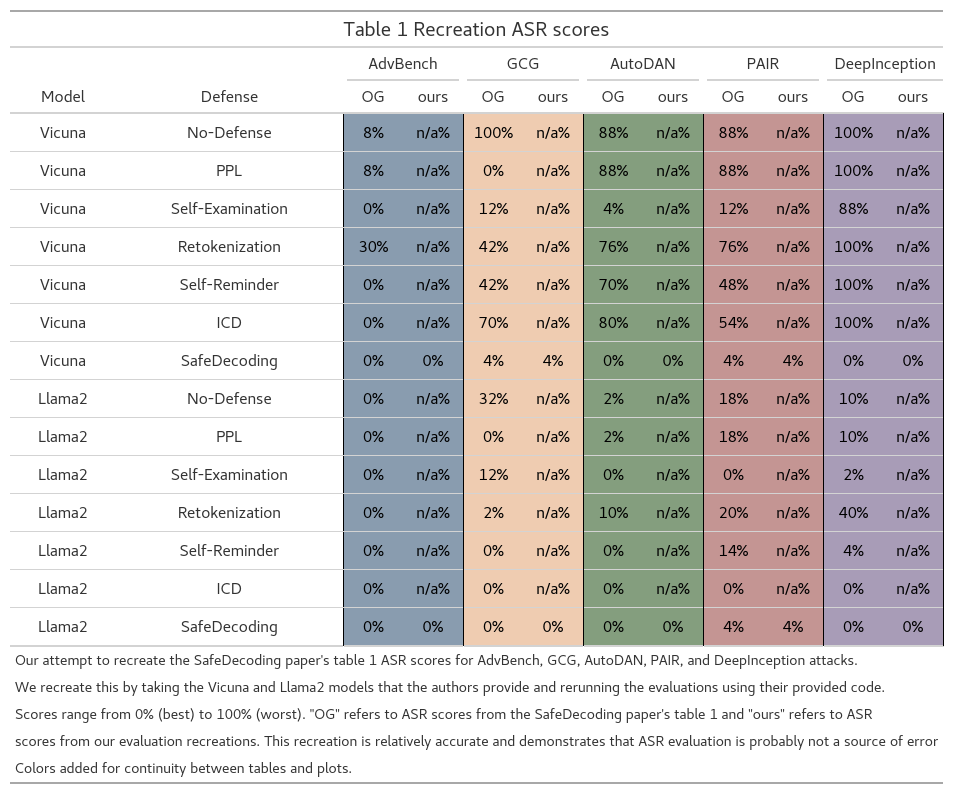 Table 1 Recreation ASR scores
AdvBench GCG AutoDAN PAIR DeepInception
Model Defense OG ours OG ours OG ours OG ours OG ours
Vicuna No-Defense 8% n/a% 100% n/a% 88% n/a% 88% n/a% 100% n/a%
Vicuna PPL 8% n/a% 0% n/a% 88% n/a% 88% n/a% 100% n/a%
Vicuna Self-Examination 0% n/a% 12% n/a% 4% n/a% 12% n/a% 88% n/a%
Vicuna Retokenization 30% n/a% 42% n/a% 76% n/a% 76% n/a% 100% n/a%
Vicuna Self-Reminder 0% n/a% 42% n/a% 70% n/a% 48% n/a% 100% n/a%
Vicuna ICD 0% n/a% 70% n/a% 80% n/a% 54% n/a% 100% n/a%
Vicuna SafeDecoding 0% 0% 4% 4% 0% 0% 4% 4% 0% 0%
Llama2 No-Defense 0% n/a% 32% n/a% 2% n/a% 18% n/a% 10% n/a%
Llama2 PPL 0% n/a% 0% n/a% 2% n/a% 18% n/a% 10% n/a%
Llama2 Self-Examination 0% n/a% 12% n/a% 0% n/a% 0% n/a% 2% n/a%
Llama2 Retokenization 0% n/a% 2% n/a% 10% n/a% 20% n/a% 40% n/a%
Llama2 Self-Reminder 0% n/a% 0% n/a% 0% n/a% 14% n/a% 4% n/a%
Llama2 ICD 0% n/a% 0% n/a% 0% n/a% 0% n/a% 0% n/a%
Llama2 SafeDecoding 0% 0% 0% 0% 0% 0% 4% 4% 0% 0%
Our attempt to recreate the SafeDecoding paper's table 1 ASR scores for AdvBench, GCG, AutoDAN, PAIR, and DeepInception attacks.
We recreate this by taking the Vicuna and Llama2 models that the authors provide and rerunning the evaluations using their provided code.
Scores range from 0% (best) to 100% (worst). "OG" refers to ASR scores from the SafeDecoding paper's table 1 and "ours" refers to ASR
scores from our evaluation recreations. This recreation is relatively accurate and demonstrates that ASR evaluation is probably not a source of error
Colors added for continuity between tables and plots.